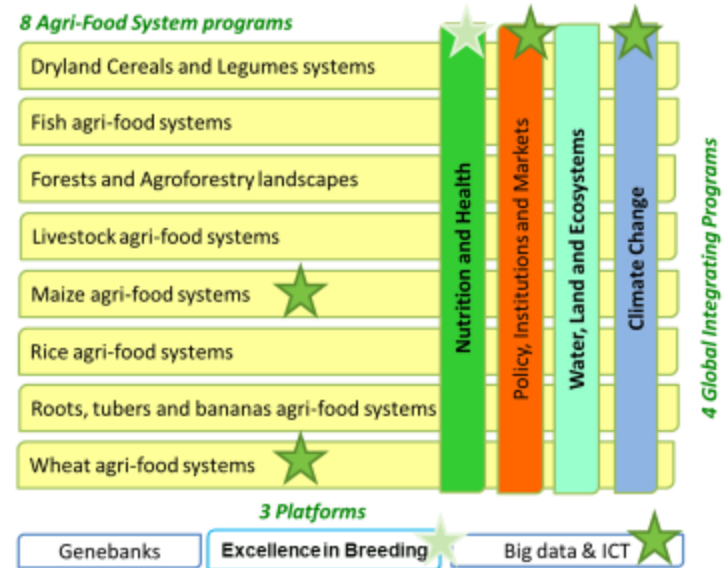 8 Agri-Food System programs
Dryland Cereals and Legumes systems
Fish agri-food systems
Forests and Agroforestry landscapes
Livestock agri-food systems
Maize agri-food systems
Rice agri-food systems
Roots, tubers and bananas agri-food systems
Wheat agri-food systems
Nutrition and Health
Policy, Institutions and Markets
Water, Land and Ecosystems
Climate Change
4 Global Integrating Programs
3 Platforms
Genebanks
Excellence in Breeding
Big data & ICT